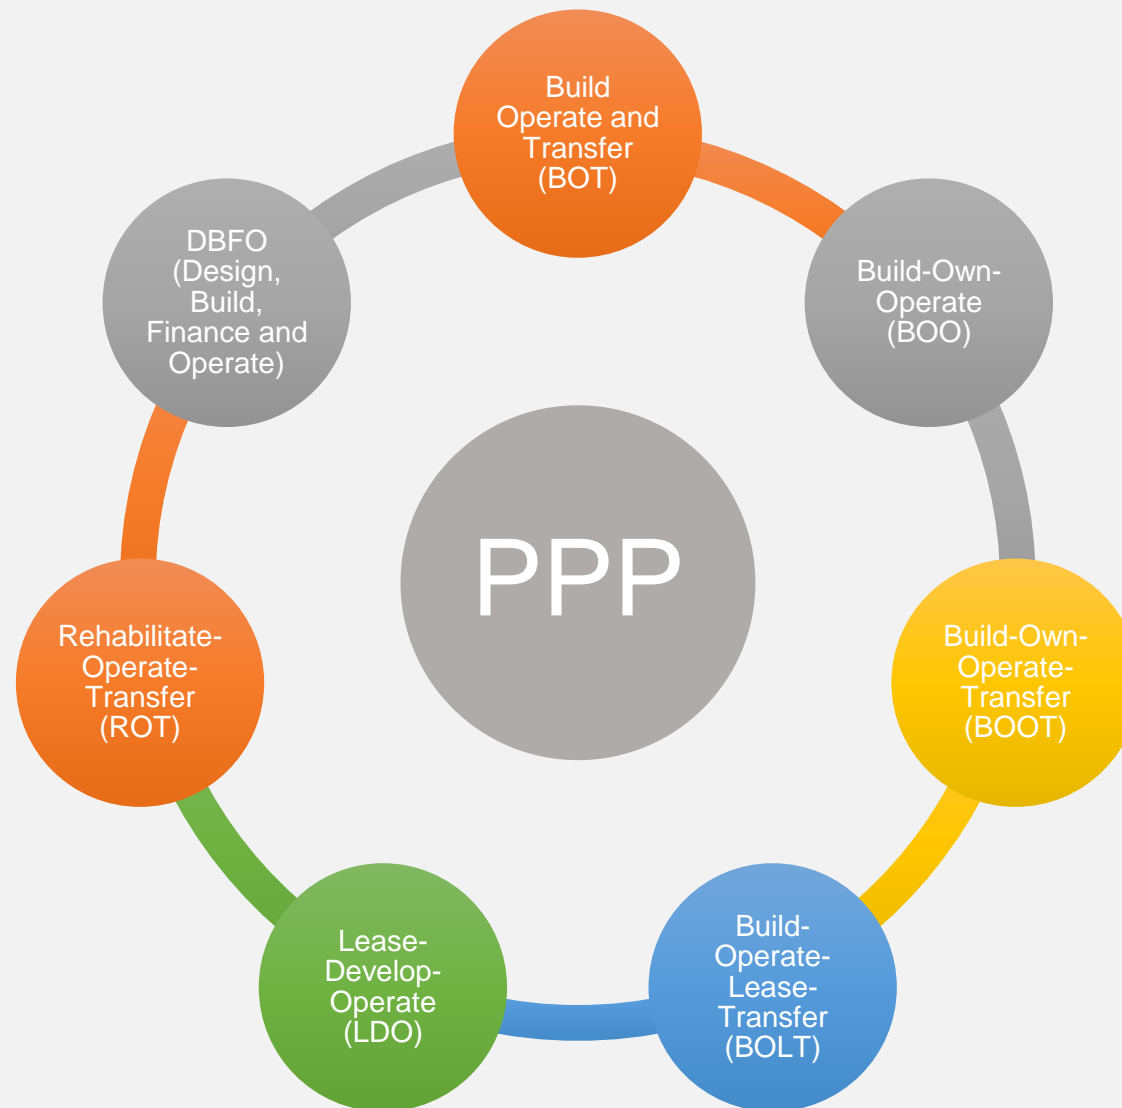 Build
Operate and
Transfer
(BOT)
Build-Own-
Operate
(BOO)
Build-Own-
Operate-
Transfer
(BOOT)
Build-
Operate-
Lease-
Transfer
(BOLT)
Lease-
Develop-
Operate
(LDO)
Rehabilitate-
Operate-
Transfer
(ROT)
DBFO
(Design,
Build,
Finance and
Operate)
PPP